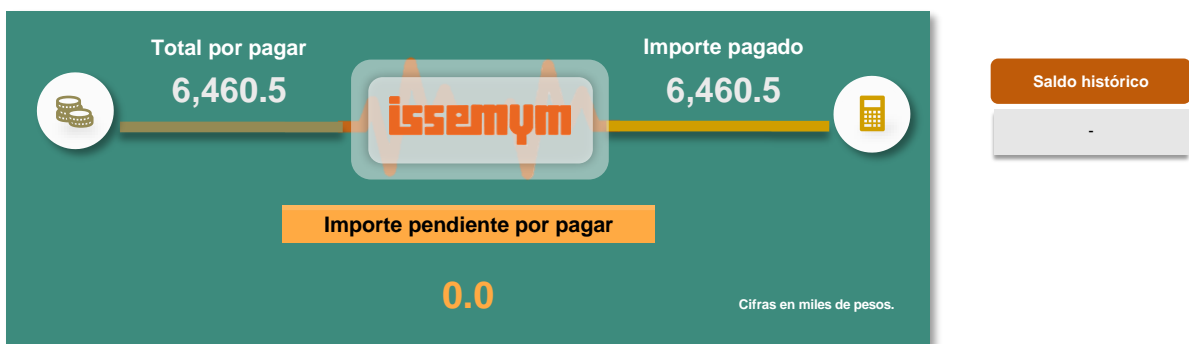 Total por pagar
6,460.5
issemym
Importe pagado
6,460.5
Importe pendiente por pagar
0.0
Cifras en miles de pesos.
Saldo histórico
-